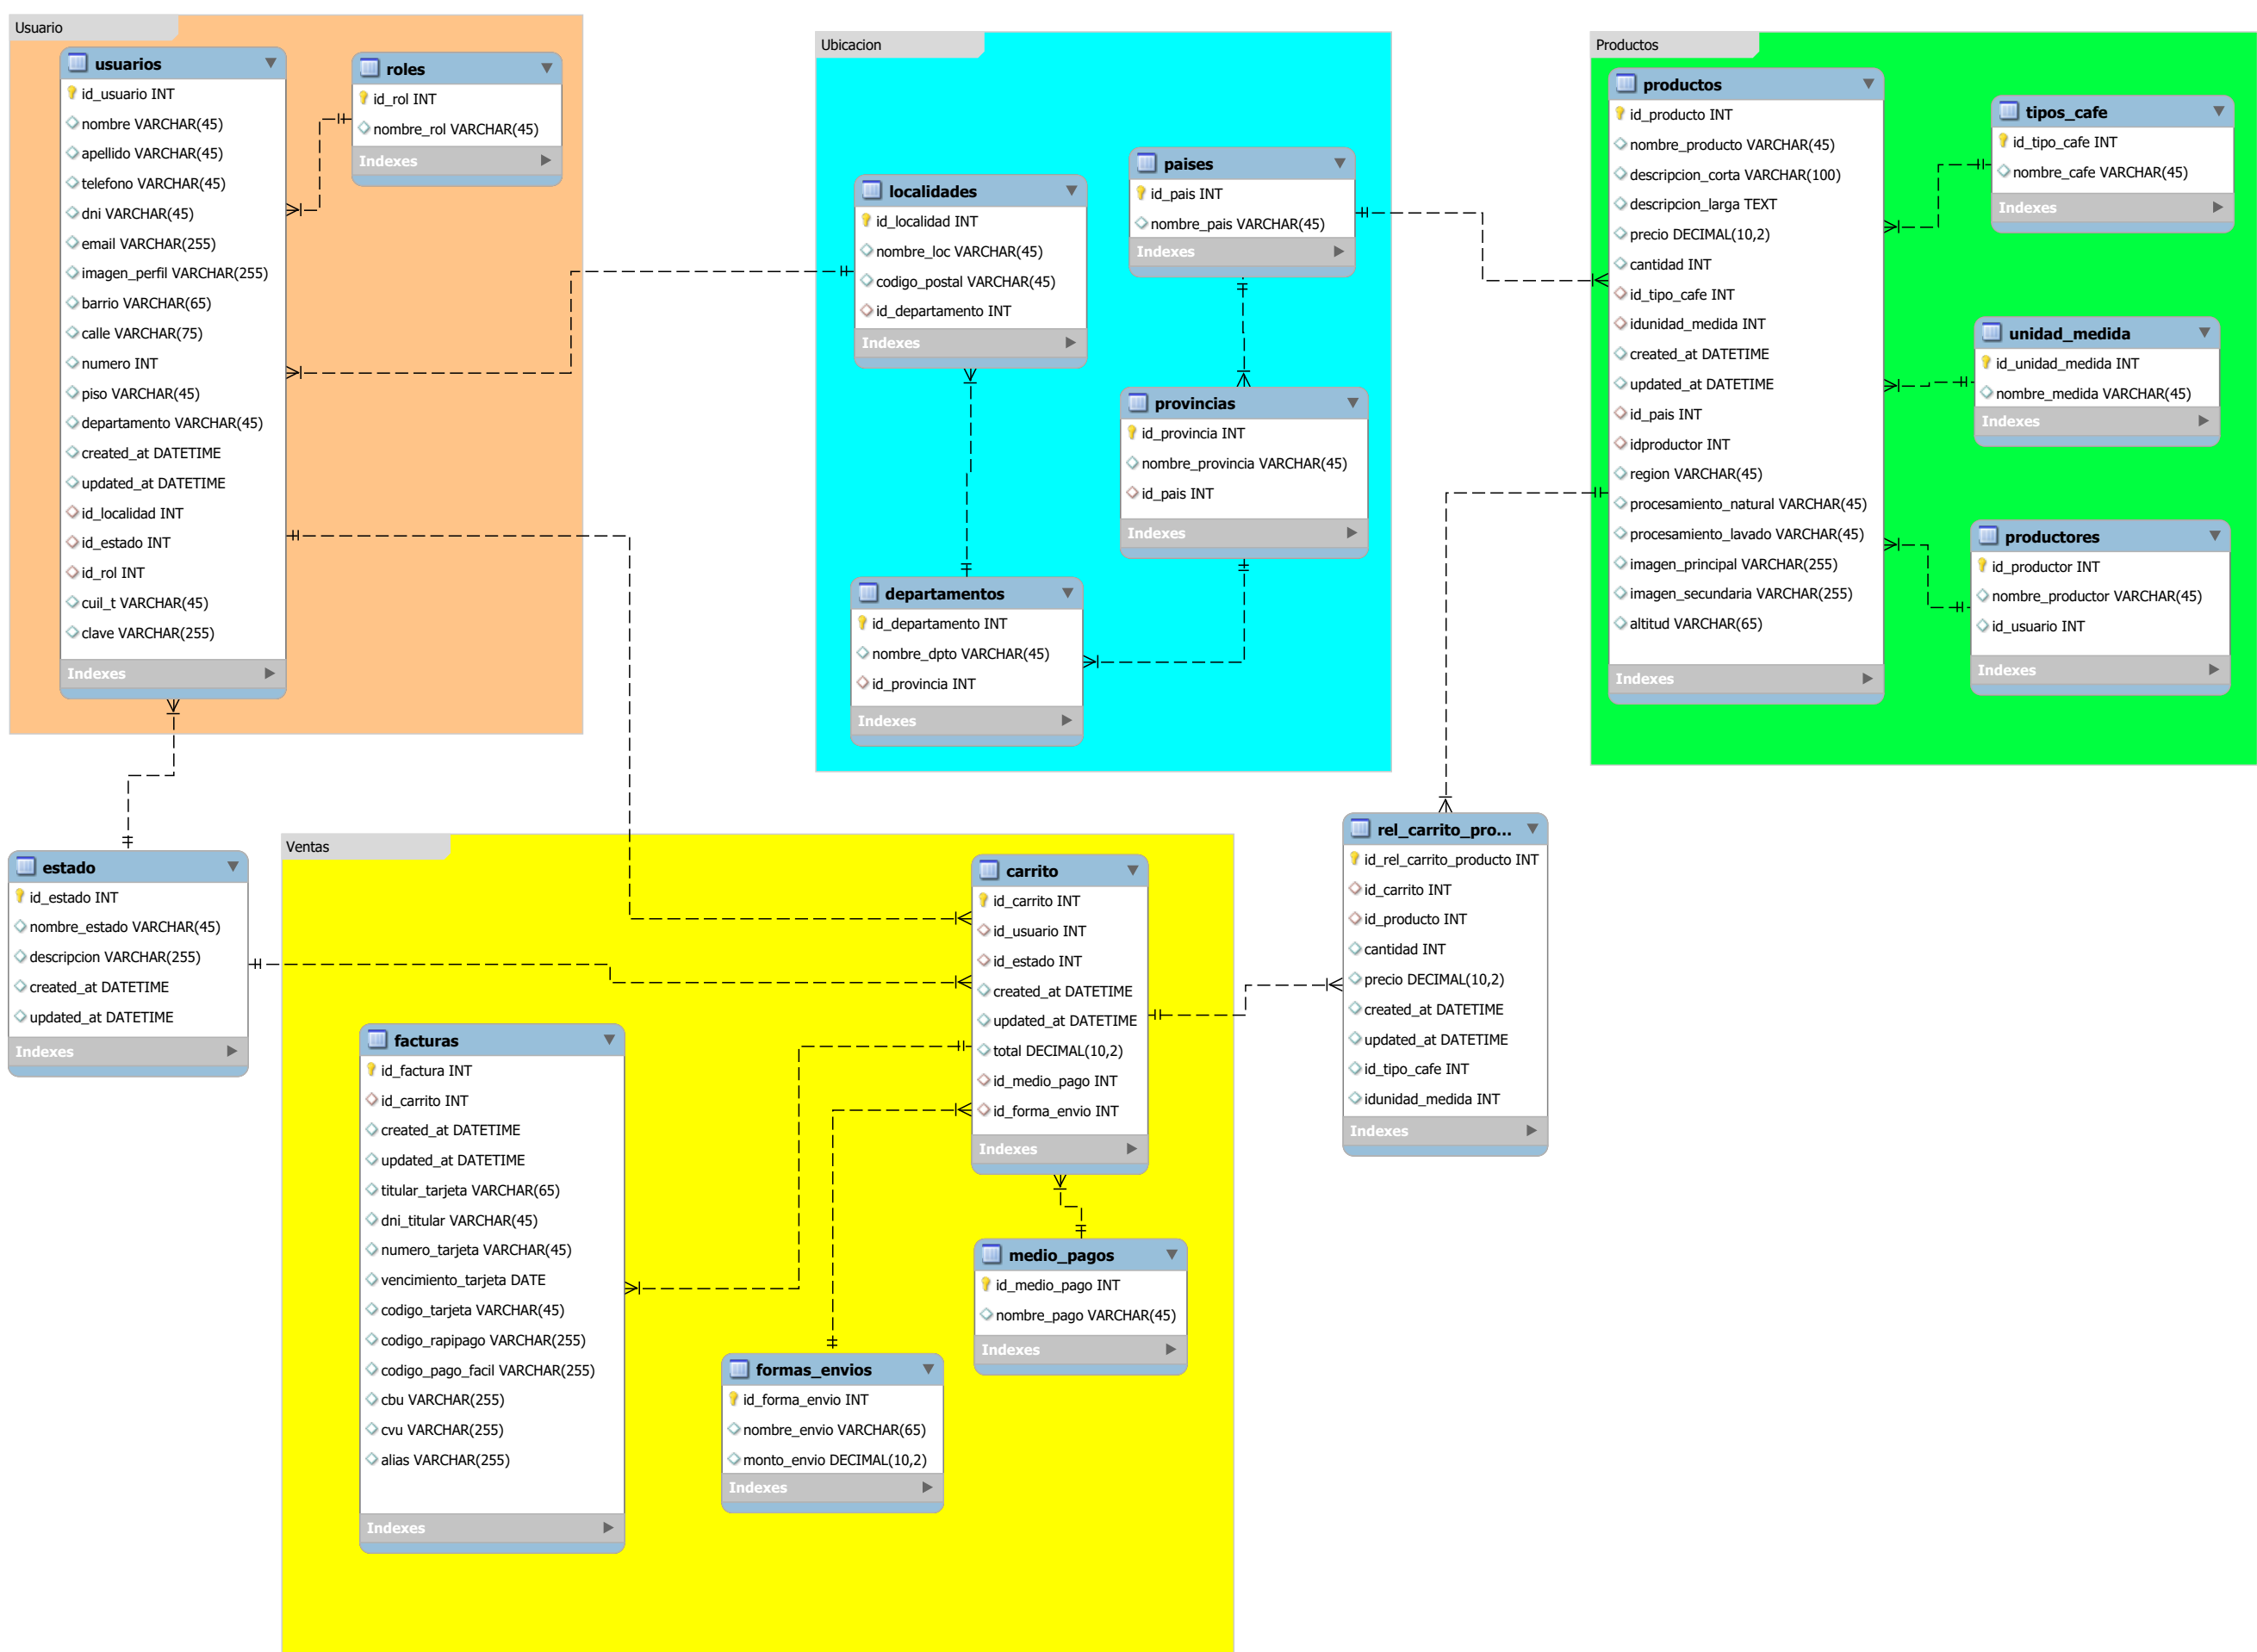 Usuario
usuarios
id_usuario INT
nombre VARCHAR(45)
apellido VARCHAR(45)
telefono VARCHAR(45)
dni VARCHAR(45)
email VARCHAR(255)
imagen_perfil VARCHAR(255)
barrio VARCHAR(65)
calle VARCHAR(75)
numero INT
piso VARCHAR(45)
departamento VARCHAR(45)
created_at DATETIME
updated_at DATETIME
id_localidad INT
id_estado INT
id_rol INT
cuil_t VARCHAR(45)
clave VARCHAR(255)
Indexes
roles
id_rol INT
nombre_rol VARCHAR(45)
Indexes
Ubicacion
localidades
id_localidad INT
nombre_loc VARCHAR(45)
codigo_postal VARCHAR(45)
id_departamento INT
Indexes
paises
id_pais INT
nombre_pais VARCHAR(45)
Indexes
provincias
id_provincia INT
nombre_provincia VARCHAR(45)
id_pais INT
Indexes
departamentos
id_departamento INT
nombre_dpto VARCHAR(45)
id_provincia INT
Indexes
Productos
productos
id_producto INT
nombre_producto VARCHAR(45)
descripcion_corta VARCHAR(100)
descripcion_larga TEXT
precio DECIMAL(10,2)
cantidad INT
id_tipo_cafe INT
idunidad_medida INT
created_at DATETIME
updated_at DATETIME
id_pais INT
idproductor INT
region VARCHAR(45)
procesamiento_natural VARCHAR(45)
procesamiento_lavado VARCHAR(45)
imagen_principal VARCHAR(255)
imagen_secundaria VARCHAR(255)
altitud VARCHAR(65)
Indexes
tipos_cafe
id_tipo_cafe INT
nombre_cafe VARCHAR(45)
Indexes
unidad_medida
id_unidad_medida INT
nombre_medida VARCHAR(45)
Indexes
productores
id_productor INT
nombre_productor VARCHAR(45)
id_usuario INT
Indexes
estado
id_estado INT
nombre_estado VARCHAR(45)
descripcion VARCHAR(255)
created_at DATETIME
updated_at DATETIME
Indexes
Ventas
facturas
id_factura INT
id_carrito INT
created_at DATETIME
updated_at DATETIME
titular_tarjeta VARCHAR(65)
dni_titular VARCHAR(45)
numero_tarjeta VARCHAR(45)
vencimiento_tarjeta DATE
codigo_tarjeta VARCHAR(45)
codigo_rapipago VARCHAR(255)
codigo_pago_facil VARCHAR(255)
cbu VARCHAR(255)
cvu VARCHAR(255)
alias VARCHAR(255)
Indexes
carrito
id_carrito INT
id_usuario INT
id_estado INT
created_at DATETIME
updated_at DATETIME
total DECIMAL(10,2)
id_medio_pago INT
id_forma_envio INT
Indexes
medio_pagos
id_medio_pago INT
nombre_pago VARCHAR(45)
Indexes
formas_envios
id_forma_envio INT
nombre_envio VARCHAR(65)
monto_envio DECIMAL(10,2)
Indexes
rel_carrito_pro...
id_rel_carrito_producto INT
id_carrito INT
id_producto INT
cantidad INT
precio DECIMAL(10,2)
created_at DATETIME
updated_at DATETIME
id_tipo_cafe INT
idunidad_medida INT
Indexes